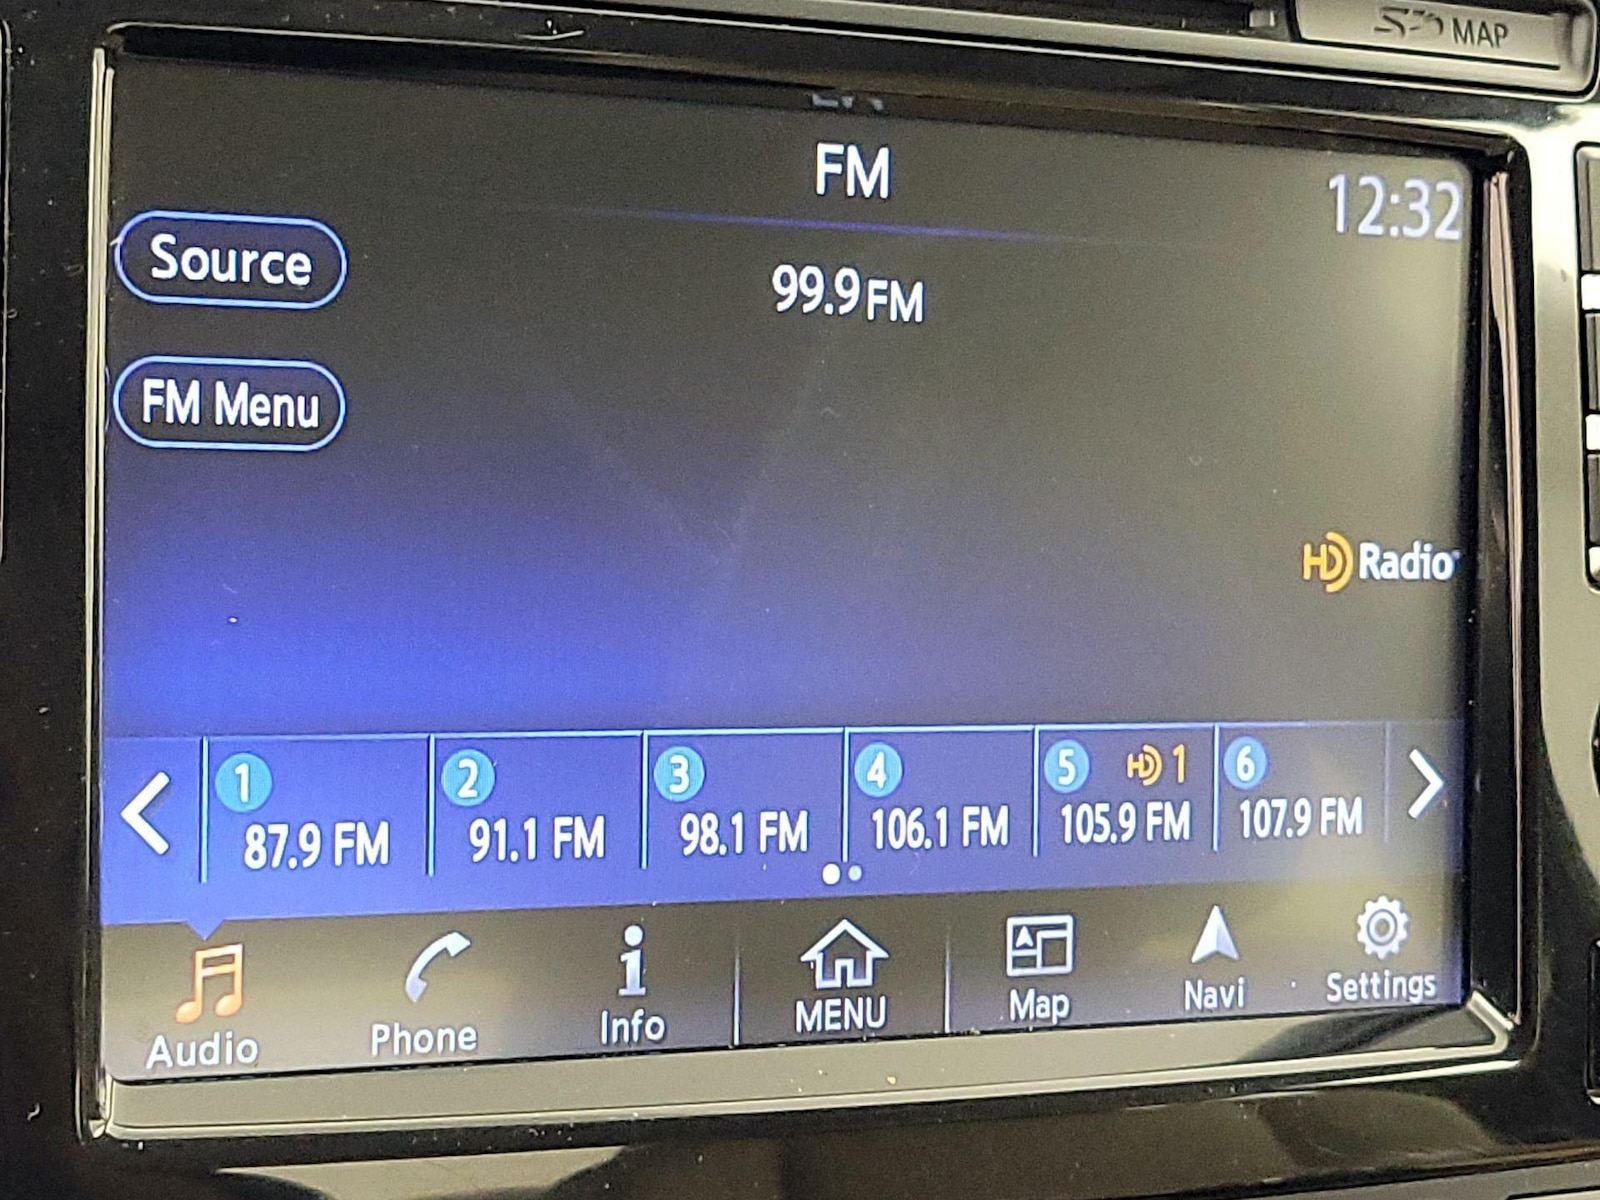 MAP
FM
12:32
Source
99.9 FM
FM Menu
HD Radio
1
87.9 FM
2
91.1 FM
3
98.1 FM
4
106.1 FM
5 HD 1
105.9 FM
6
107.9 FM
Audio
Phone
Info
MENU
Map
Navi
Settings